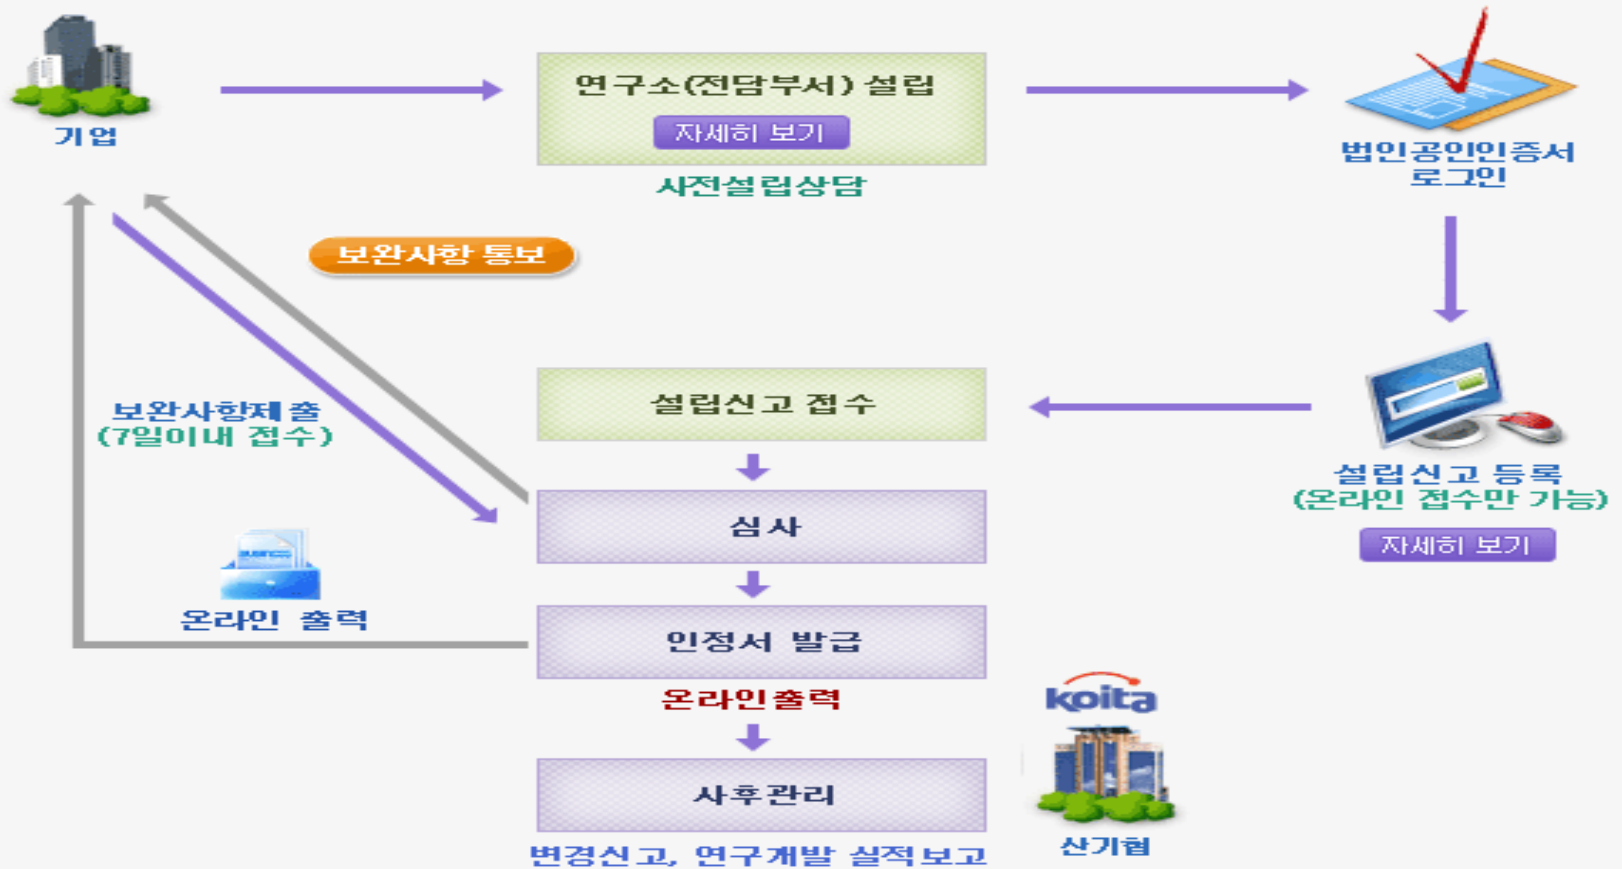 기업
연구소(전담부서) 설립
자세히 보기
사전설립상담
법인공인인증서
로그인
보완사항 통보
설립신고 접수
보완사항제출
(7일이내 접수)
설립신고 등록
(온라인 접수만 가능)
자세히 보기
심사
BUSINESS
온라인 출력
인정서 발급
온라인출력
koita
사후관리
변경신고, 연구개발 실적보고
산기협